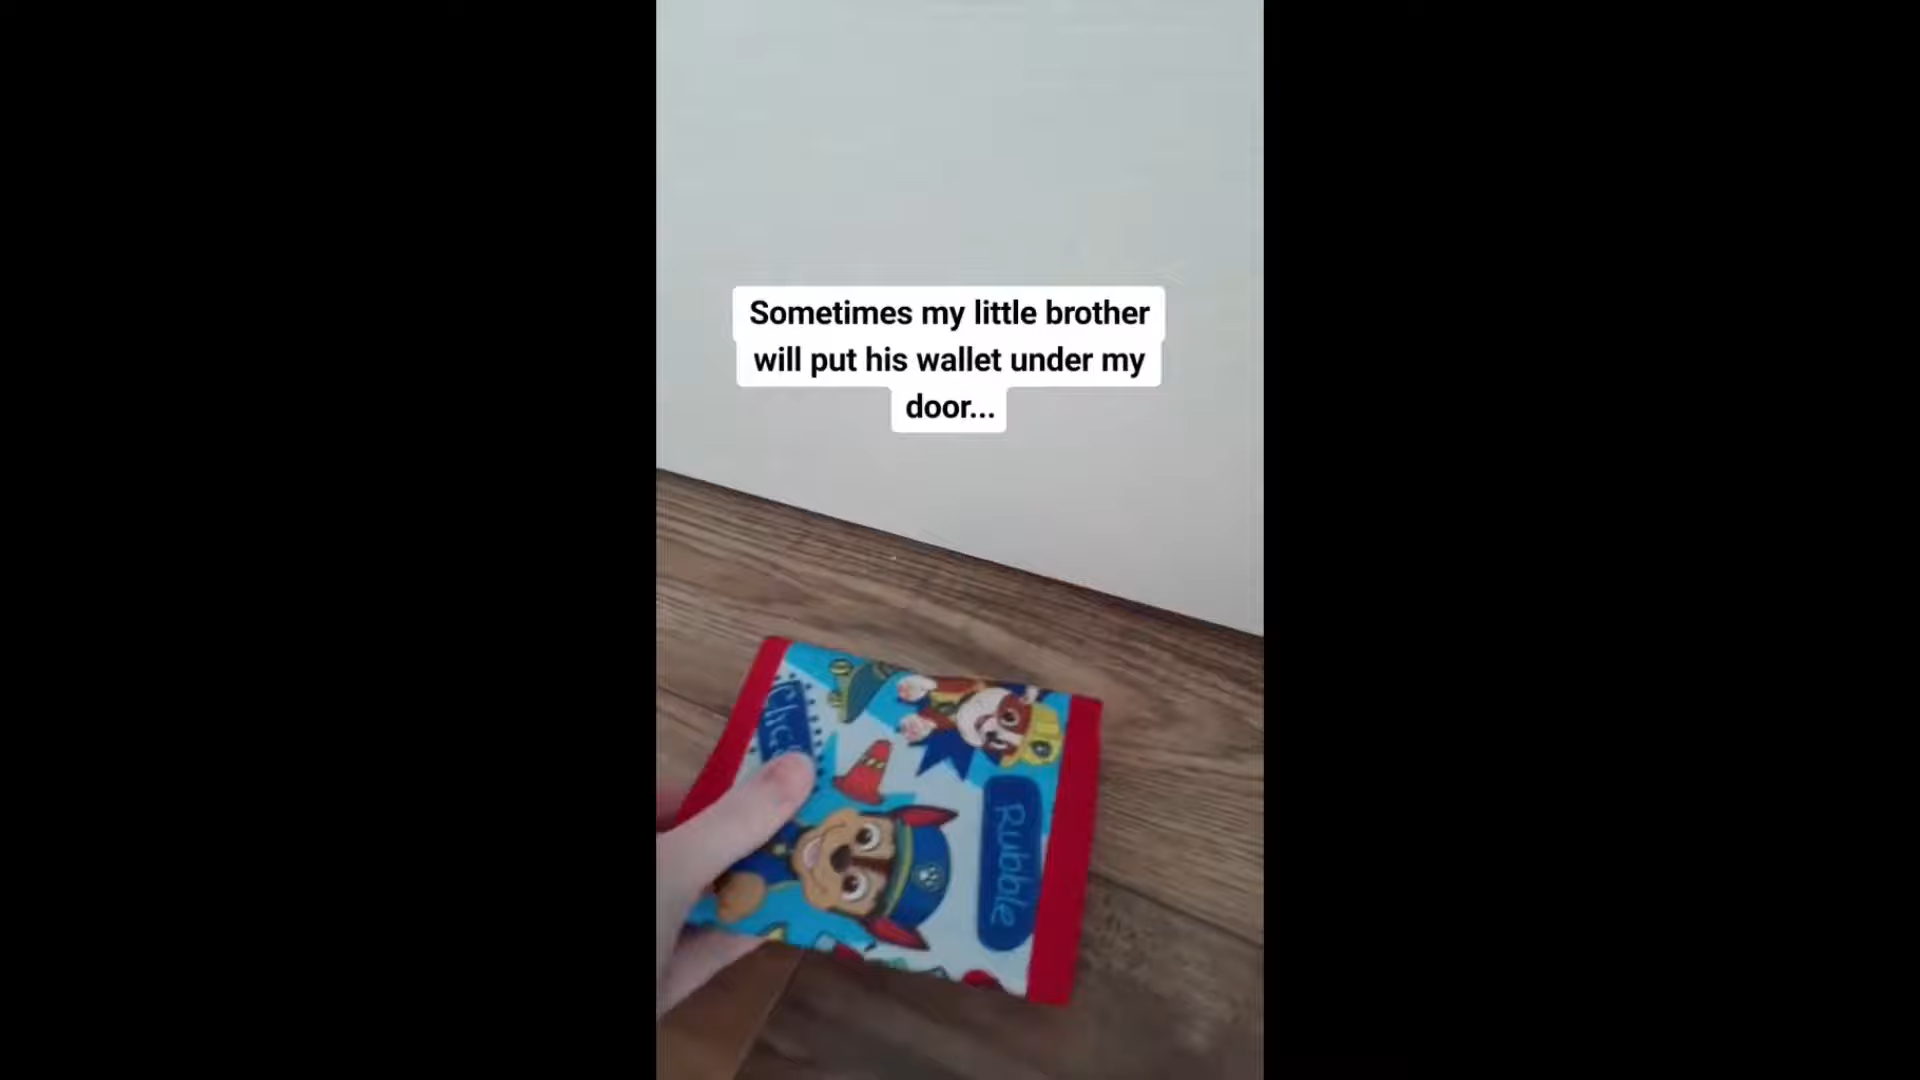 Sometimes my little brother
will put his wallet under my
door...
Rubble